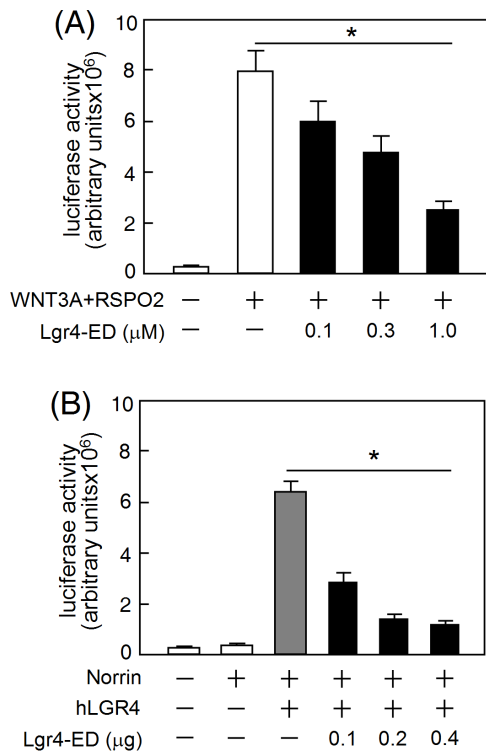 (A)
*
luciferase activity
(arbitrary unitsx10⁶)
10
8
6
4
2
0
WNT3A+RSPO2 − + + + +
Lgr4-ED (μM) − − 0.1 0.3 1.0
(B)
*
luciferase activity
(arbitrary unitsx10⁶)
10
8
6
4
2
0
Norrin − + + + + +
hLGR4 − − + + + +
Lgr4-ED (μg) − − − 0.1 0.2 0.4